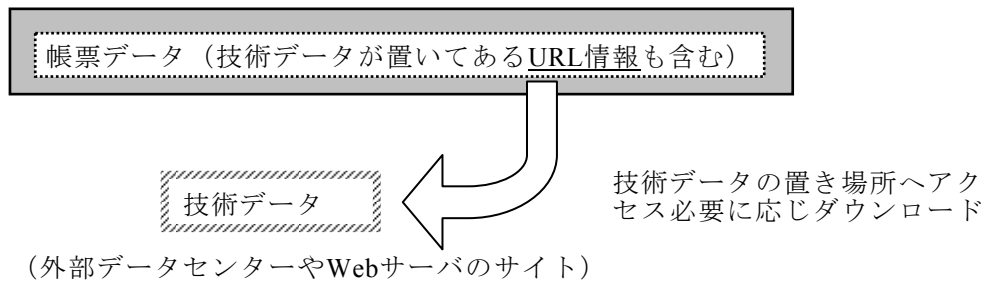 帳票データ（技術データが置いてあるURL情報も含む）
技術データ
技術データの置き場所へアク
セス必要に応じダウンロード
（外部データセンターやWebサーバのサイト）